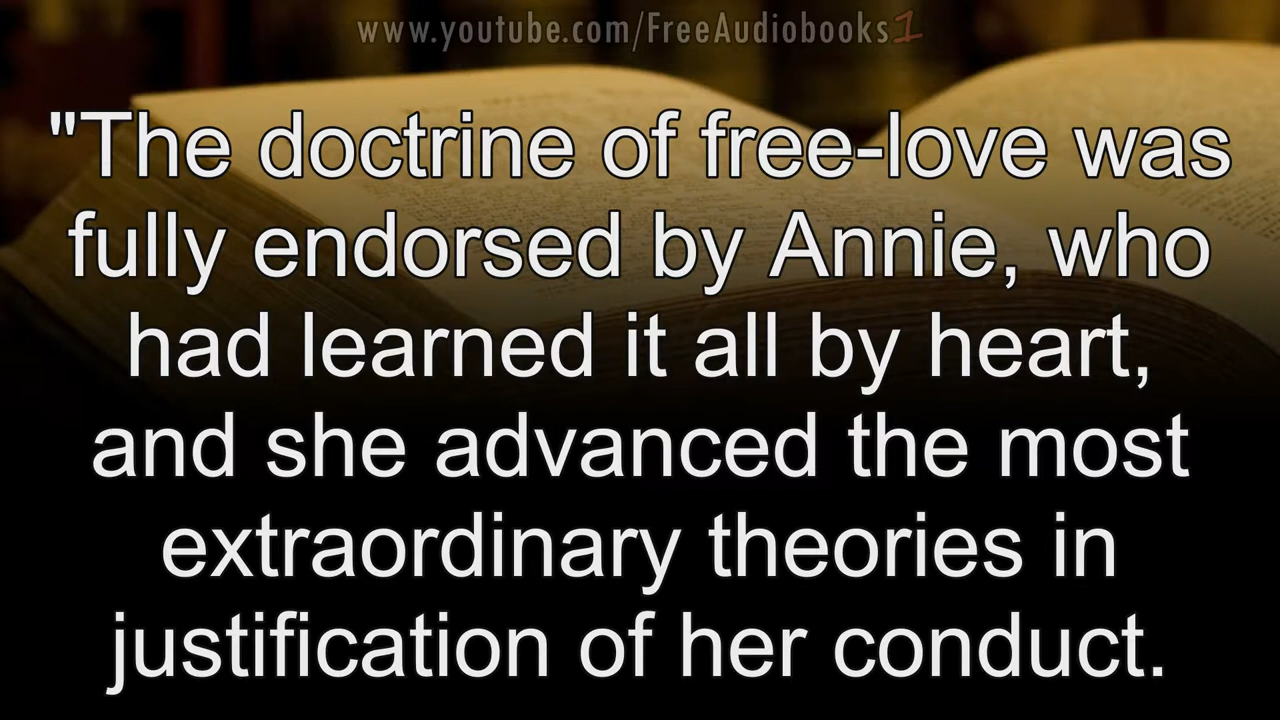 www.youtube.com/FreeAudiobooks1
"The doctrine of free-love was
fully endorsed by Annie, who
had learned it all by heart,
and she advanced the most
extraordinary theories in
justification of her conduct.